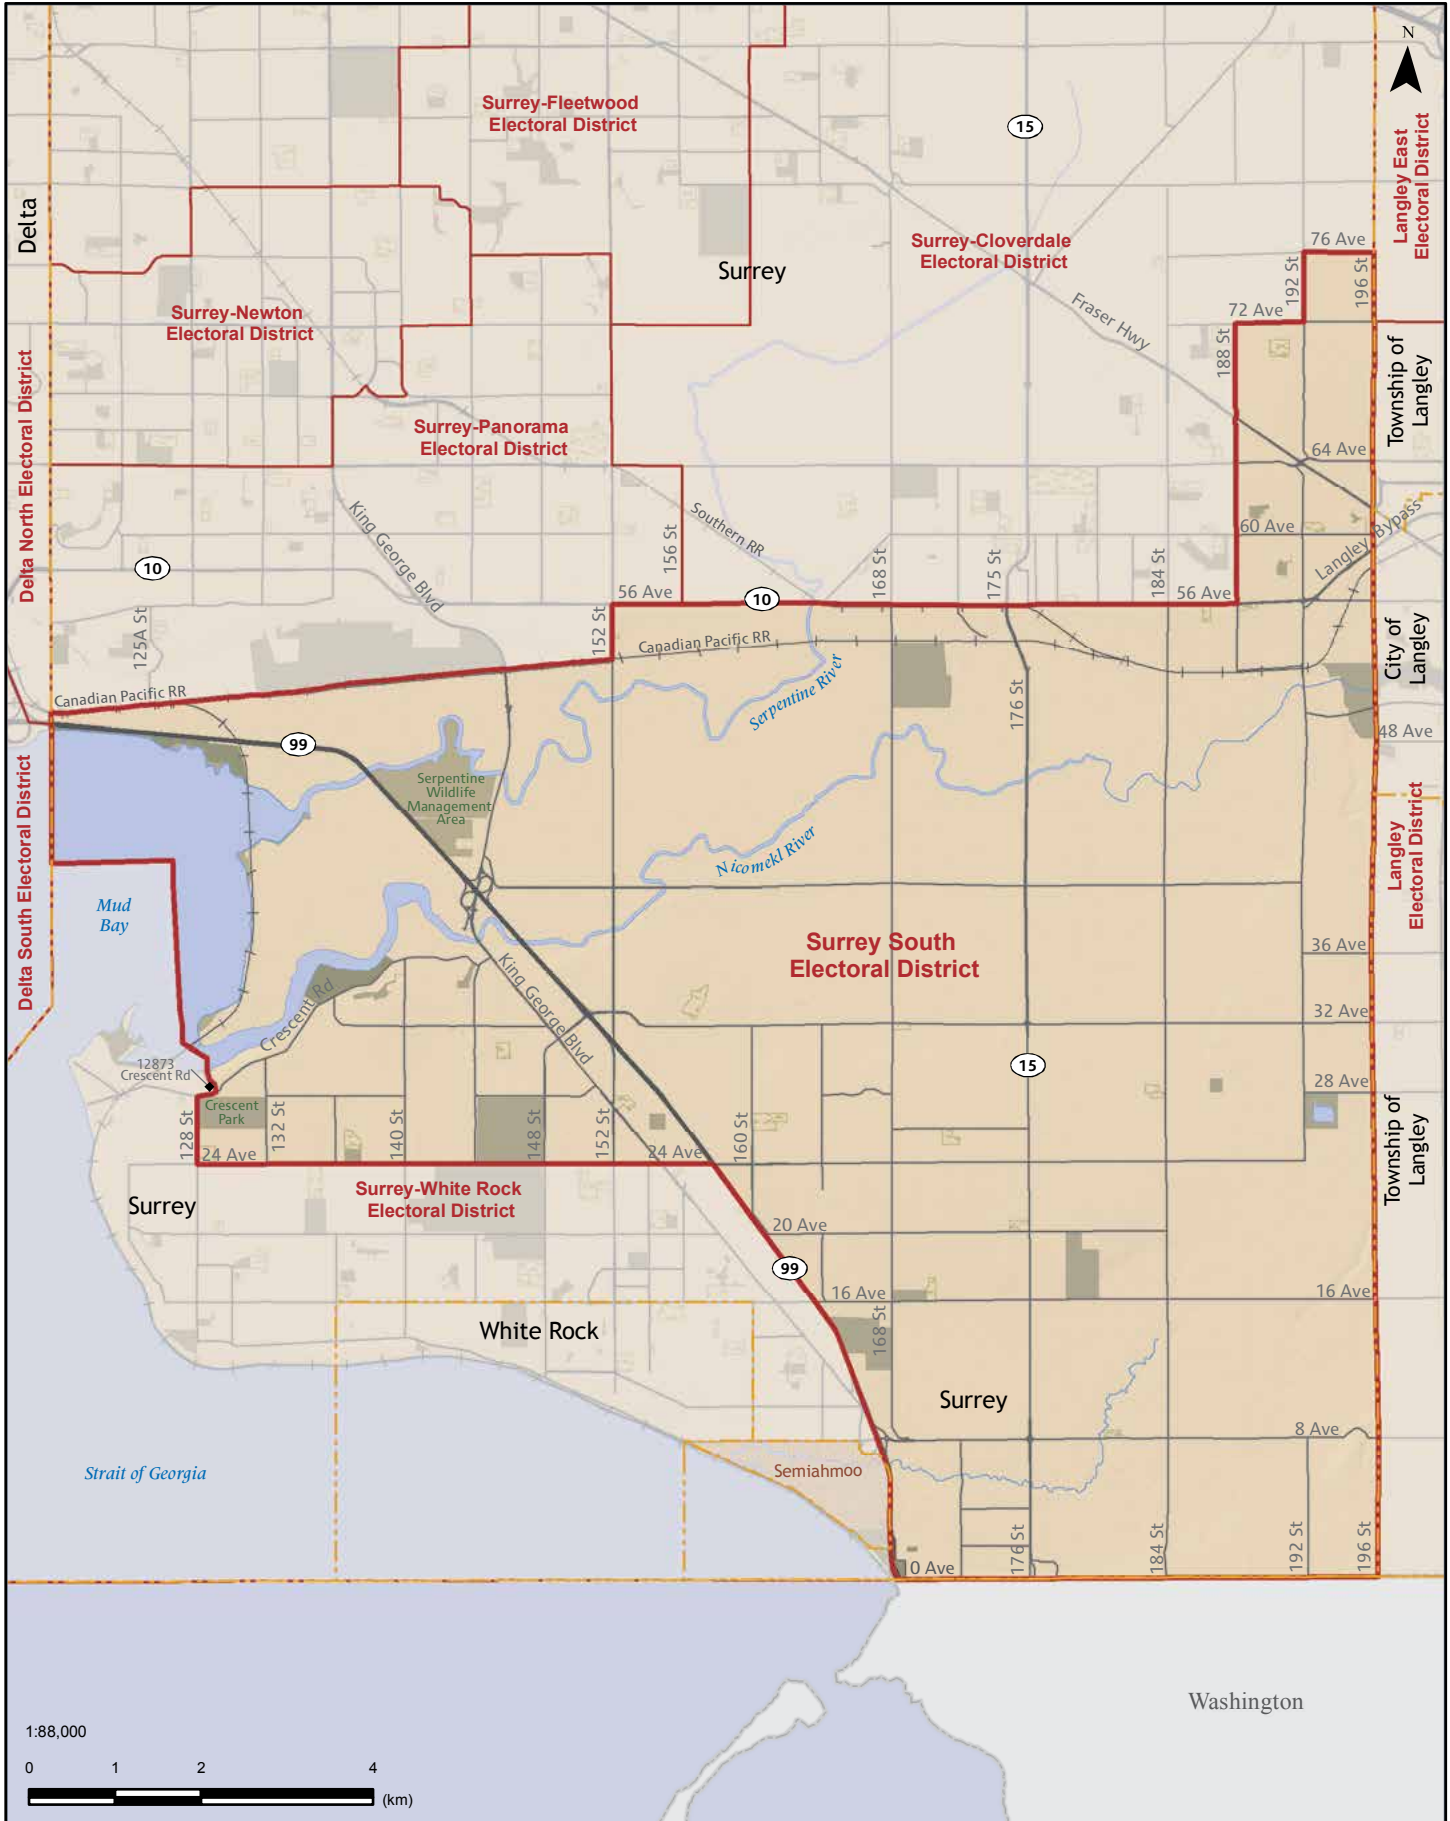 N
Surrey-Fleetwood
Electoral District
15
Langley East
Electoral District
Delta
Surrey-Cloverdale
Electoral District
76 Ave
Surrey
192 St
196 St
Surrey-Newton
Electoral District
Fraser Hwy
72 Ave
188 St
Township of
Langley
Delta North Electoral District
Surrey-Panorama
Electoral District
64 Ave
King George Blvd
Southern RR
156 St
60 Ave
Langley Bypass
10
168 St
175 St
184 St
56 Ave
10
56 Ave
125A St
152 St
Canadian Pacific RR
City of
Langley
Canadian Pacific RR
Serpentine River
176 St
48 Ave
99
Serpentine
Wildlife
Management
Area
Delta South Electoral District
Nicomekl River
Langley
Electoral District
Mud
Bay
Surrey South
Electoral District
36 Ave
King George Blvd
Crescent Rd
32 Ave
12873
Crescent Rd
15
28 Ave
Crescent
Park
128 St
132 St
140 St
148 St
152 St
160 St
24 Ave
24 Ave
Township of
Langley
Surrey
Surrey-White Rock
Electoral District
20 Ave
99
16 Ave
16 Ave
White Rock
168 St
Surrey
8 Ave
Strait of Georgia
Semiahmoo
0 Ave
176 St
184 St
192 St
196 St
Washington
1:88,000
0 1 2 4
(km)